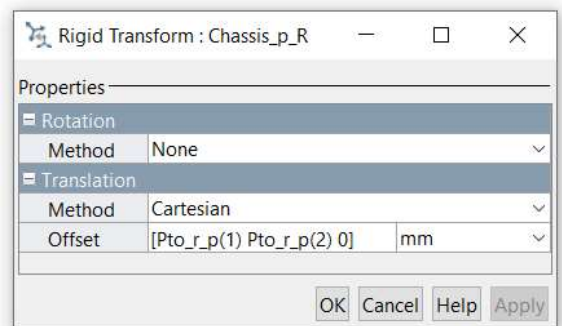 Rigid Transform : Chassis_p_R
Properties
Rotation
Method None
Translation
Method Cartesian
Offset [Pto_r_p(1) Pto_r_p(2) 0] mm
OK Cancel Help Apply